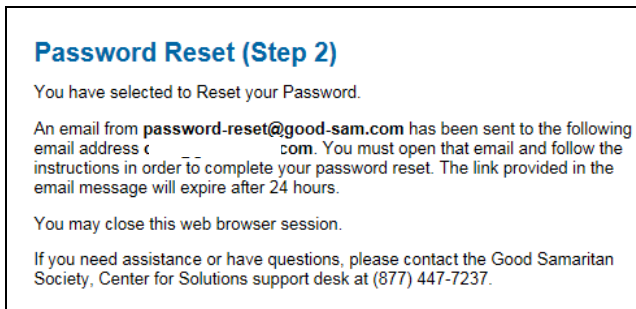 Password Reset (Step 2)
You have selected to Reset your Password.
An email from password-reset@good-sam.com has been sent to the following
email address com. You must open that email and follow the
instructions in order to complete your password reset. The link provided in the
email message will expire after 24 hours.
You may close this web browser session.
If you need assistance or have questions, please contact the Good Samaritan
Society, Center for Solutions support desk at (877) 447-7237.